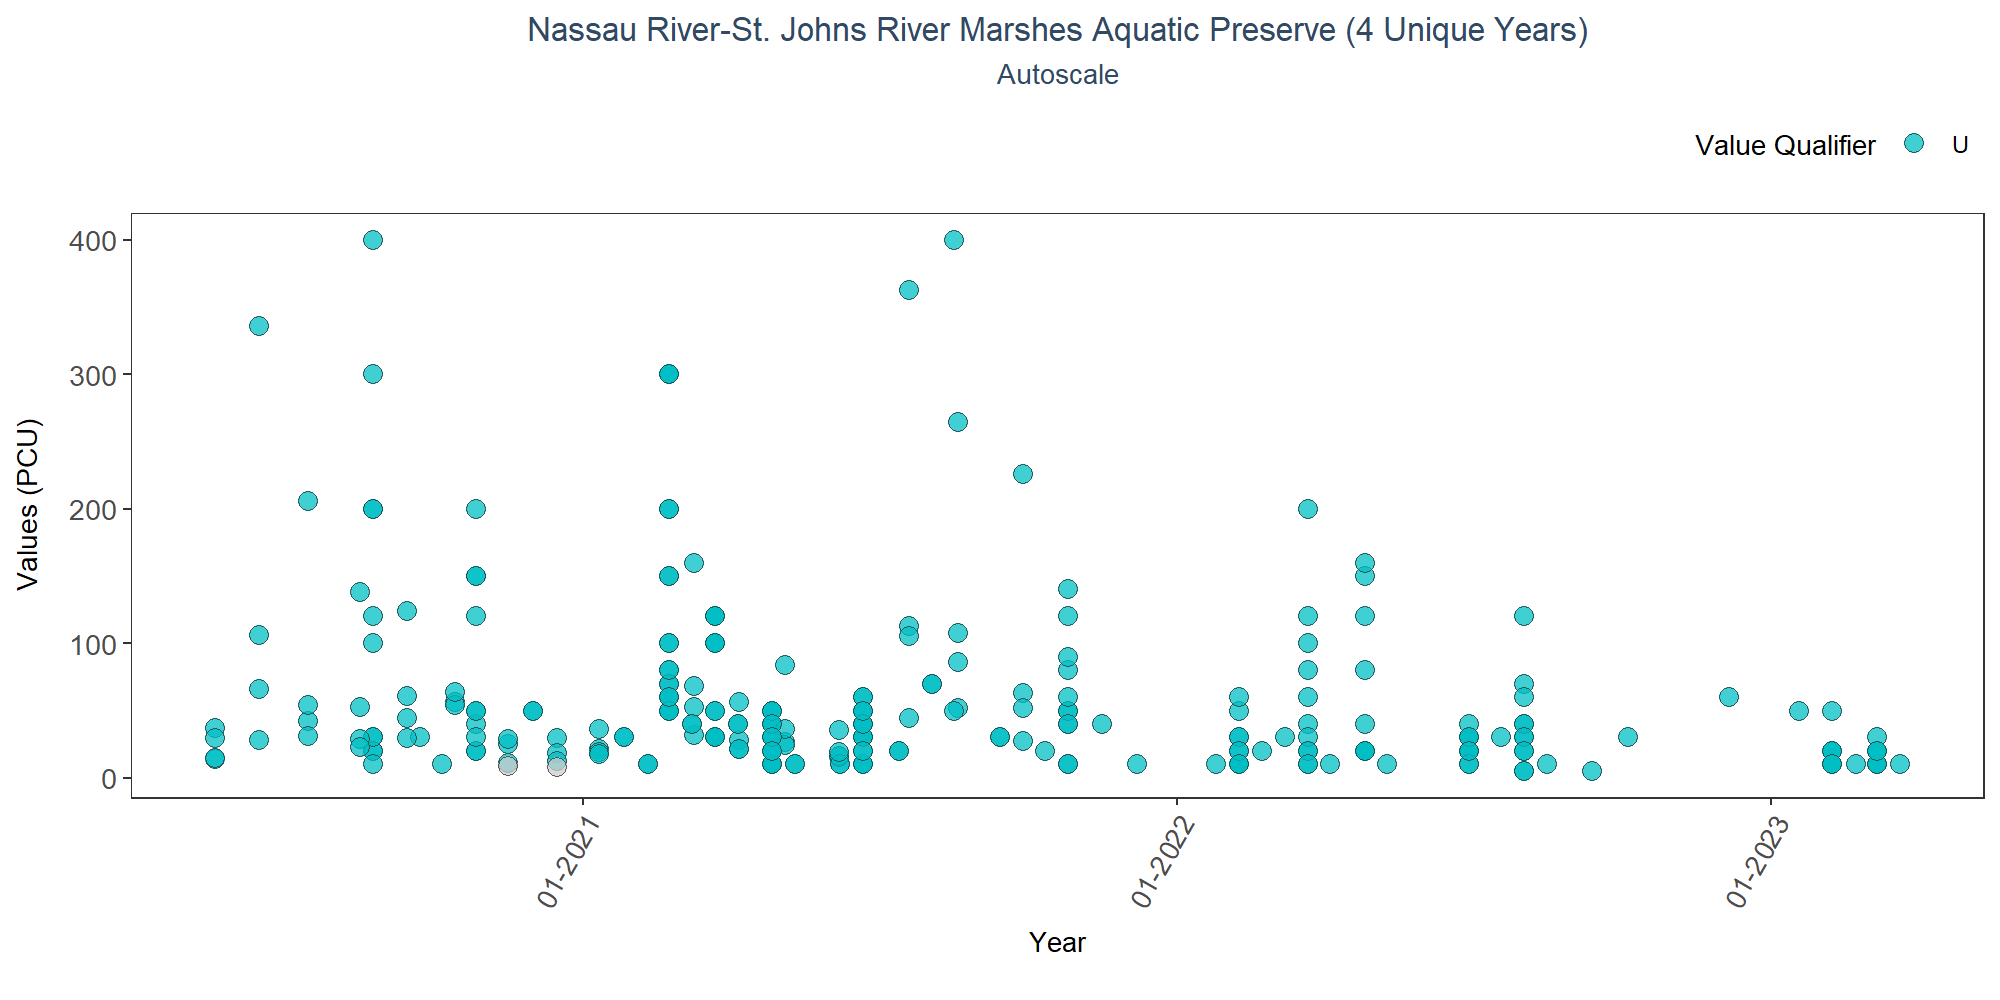 Nassau River-St. Johns River Marshes Aquatic Preserve (4 Unique Years)
Autoscale
Value Qualifier U
Values (PCU)
400
300
200
100
0
01-2021
01-2022
01-2023
Year